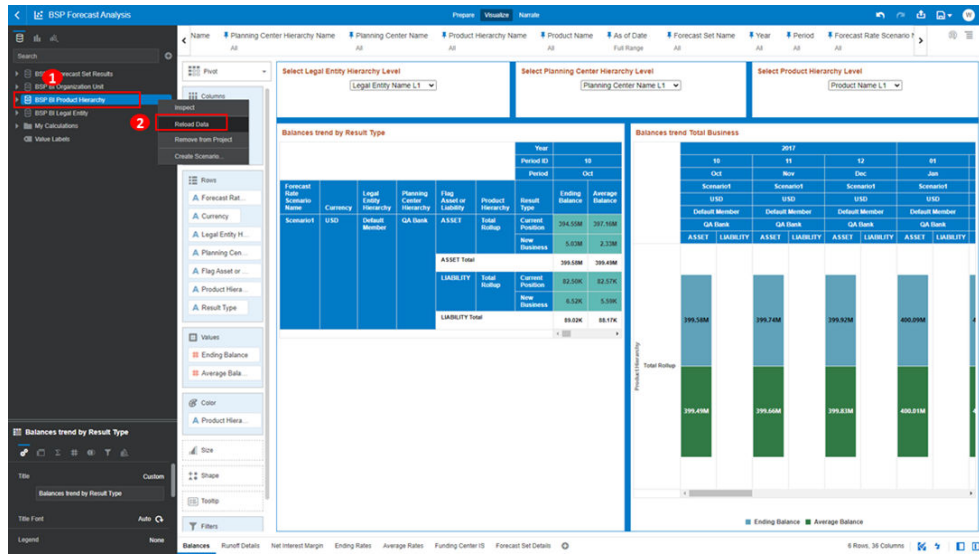 BSP Forecast Analysis
Prepare Visualize Narrate
W
Name
All
Planning Center Hierarchy Name
All
Planning Center Name
All
Product Hierarchy Name
All
Product Name
All
As of Date
Full Range
Forecast Set Name
All
Year
All
Period
All
Forecast Rate Scenario
All
Search
BSP BI Organization Unit
BSP BI Product Hierarchy
BSP BI Legal Entity
My Calculations
Value Labels
1
2
Inspect
Reload Data
Remove from Project
Create Scenario...
Pivot
Columns
Rows
Forecast Rat...
Currency
Legal Entity H...
Planning Cen...
Flag Asset or ...
Product Hiera...
Result Type
Values
Ending Balance
Average Bala...
Color
Product Hiera...
Size
Shape
Tooltip
Filters
Select Legal Entity Hierarchy Level
Legal Entity Name L1
Select Planning Center Hierarchy Level
Planning Center Name L1
Select Product Hierarchy Level
Product Name L1
Balances trend by Result Type
Year
Period ID 10
Period Oct
Forecast Rate Scenario Name
Currency
Legal Entity Hierarchy
Planning Center Hierarchy
Flag Asset or Liability
Product Hierarchy
Result Type
Ending Balance
Average Balance
Scenario1 USD Default Member QA Bank ASSET Total Rollup Current Position 394.55M 397.16M
New Business 5.03M 2.33M
ASSET Total 399.58M 399.49M
LIABILITY Total Rollup Current Position 82.50K 82.57K
New Business 6.52K 5.59K
LIABILITY Total 89.02K 88.17K
Balances trend Total Business
2017
10 11 12 01
Oct Nov Dec Jan
Scenario1 Scenario1 Scenario1 Scenario1
USD USD USD USD
Default Member Default Member Default Member Default Member
QA Bank QA Bank QA Bank QA Bank
ASSET LIABILITY ASSET LIABILITY ASSET LIABILITY ASSET LIABILITY
Product Hierarchy
Total Rollup
399.58M 399.74M 399.92M 400.09M 4
399.49M 399.66M 399.83M 400.01M 4
Ending Balance Average Balance
Balances trend by Result Type
Title Custom
Balances trend by Result Type
Title Font Auto
Legend None
Balances Runoff Details Net Interest Margin Ending Rates Average Rates Funding Center IS Forecast Set Details
6 Rows, 36 Columns